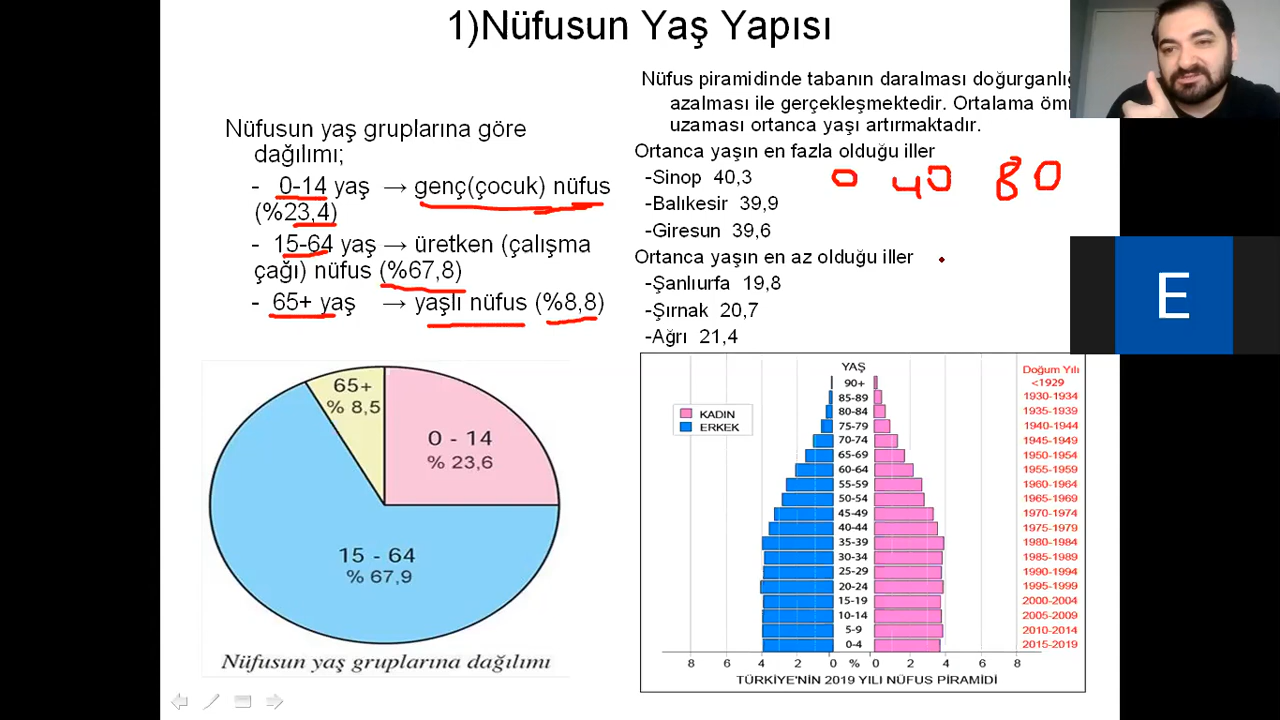 1)Nüfusun Yaş Yapısı
Nüfusun yaş gruplarına göre
dağılımı;
- 0-14 yaş → genç(çocuk) nüfus
(%23,4)
- 15-64 yaş → üretken (çalışma
çağı) nüfus (%67,8)
- 65+ yaş → yaşlı nüfus (%8,8)
Nüfus piramidinde tabanın daralması
azalması ile gerçekleşmektedir. Ortalama
uzaması ortanca yaşı artırmaktadır.
Ortanca yaşın en fazla olduğu iller
-Sinop 40,3
0 40 80
-Balıkesir 39,9
-Giresun 39,6
Ortanca yaşın en az olduğu iller
-Şanlıurfa 19,8
-Şırnak 20,7
-Ağrı 21,4
E
65+
% 8,5
0 - 14
% 23,6
15 - 64
% 67,9
Nüfusun yaş gruplarına dağılımı
YAŞ
Doğum Yılı
KADIN
ERKEK
90+ <1929
85-89 1930-1934
80-84 1935-1939
75-79 1940-1944
70-74 1945-1949
65-69 1950-1954
60-64 1955-1959
55-59 1960-1964
50-54 1965-1969
45-49 1970-1974
40-44 1975-1979
35-39 1980-1984
30-34 1985-1989
25-29 1990-1994
20-24 1995-1999
15-19 2000-2004
10-14 2005-2009
5-9 2010-2014
0-4 2015-2019
8 6 4 2 0 % 0 2 4 6 8
TÜRKİYE'NİN 2019 YILI NÜFUS PİRAMİDİ